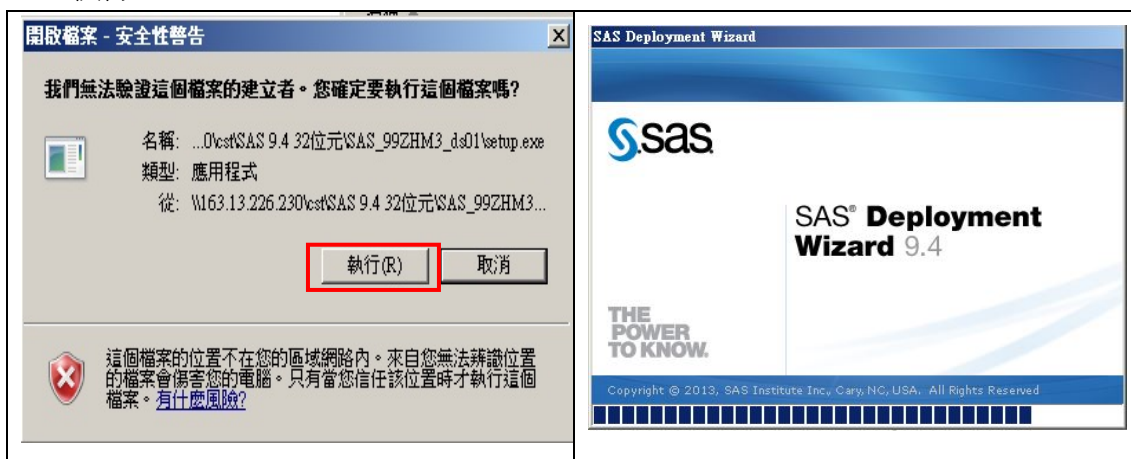 開啟檔案 - 安全性警告
我們無法驗證這個檔案的建立者。您確定要執行這個檔案嗎?
名稱: ...0\cst\SAS 9.4 32位元\SAS_99ZHM3_ds01\setup.exe
類型: 應用程式
從: \\163.13.226.230\cst\SAS 9.4 32位元\SAS_99ZHM3...
執行(R) 取消
這個檔案的位置不在您的區域網路內。來自您無法辨識位置
的檔案會傷害您的電腦。只有當您信任該位置時才執行這個
檔案。有什麼風險?
SAS Deployment Wizard
sas
SAS® Deployment
Wizard 9.4
THE
POWER
TO KNOW.
Copyright © 2013, SAS Institute Inc., Cary, NC, USA. All Rights Reserved